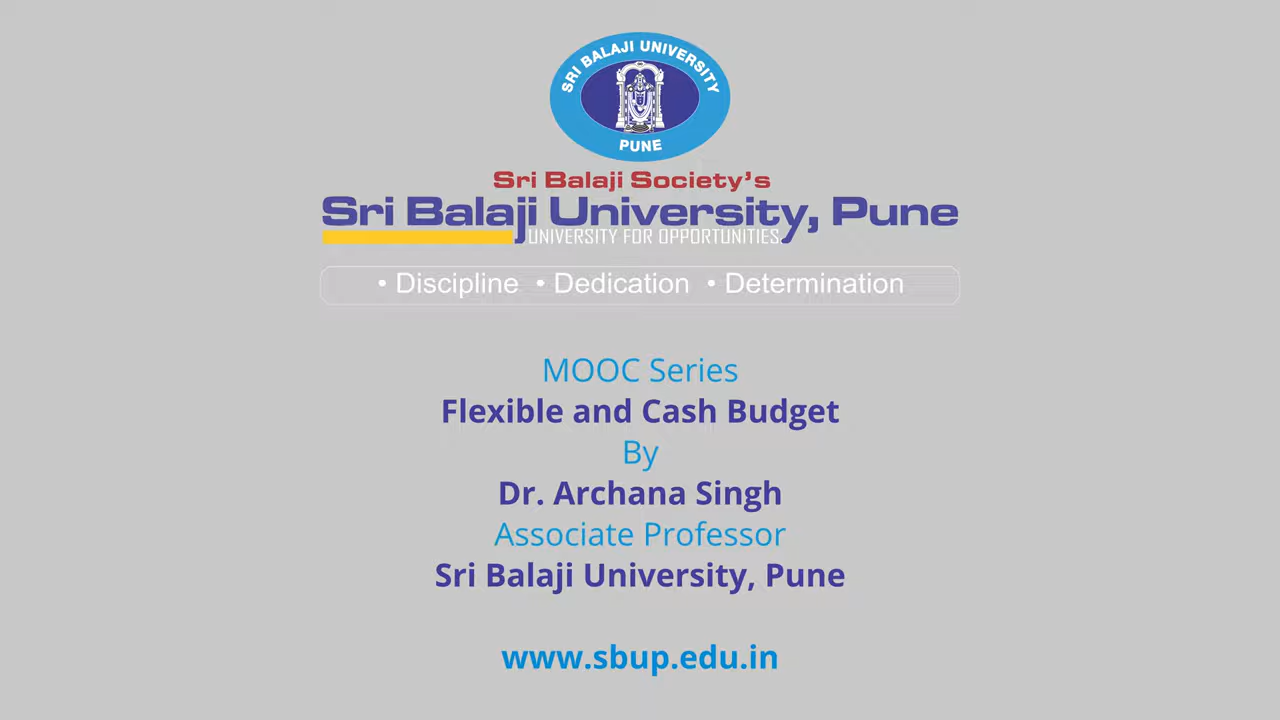 SRI BALAJI UNIVERSITY
PUNE
Sri Balaji Society's
Sri Balaji University, Pune
UNIVERSITY FOR OPPORTUNITIES
• Discipline • Dedication • Determination
MOOC Series
Flexible and Cash Budget
By
Dr. Archana Singh
Associate Professor
Sri Balaji University, Pune
www.sbup.edu.in